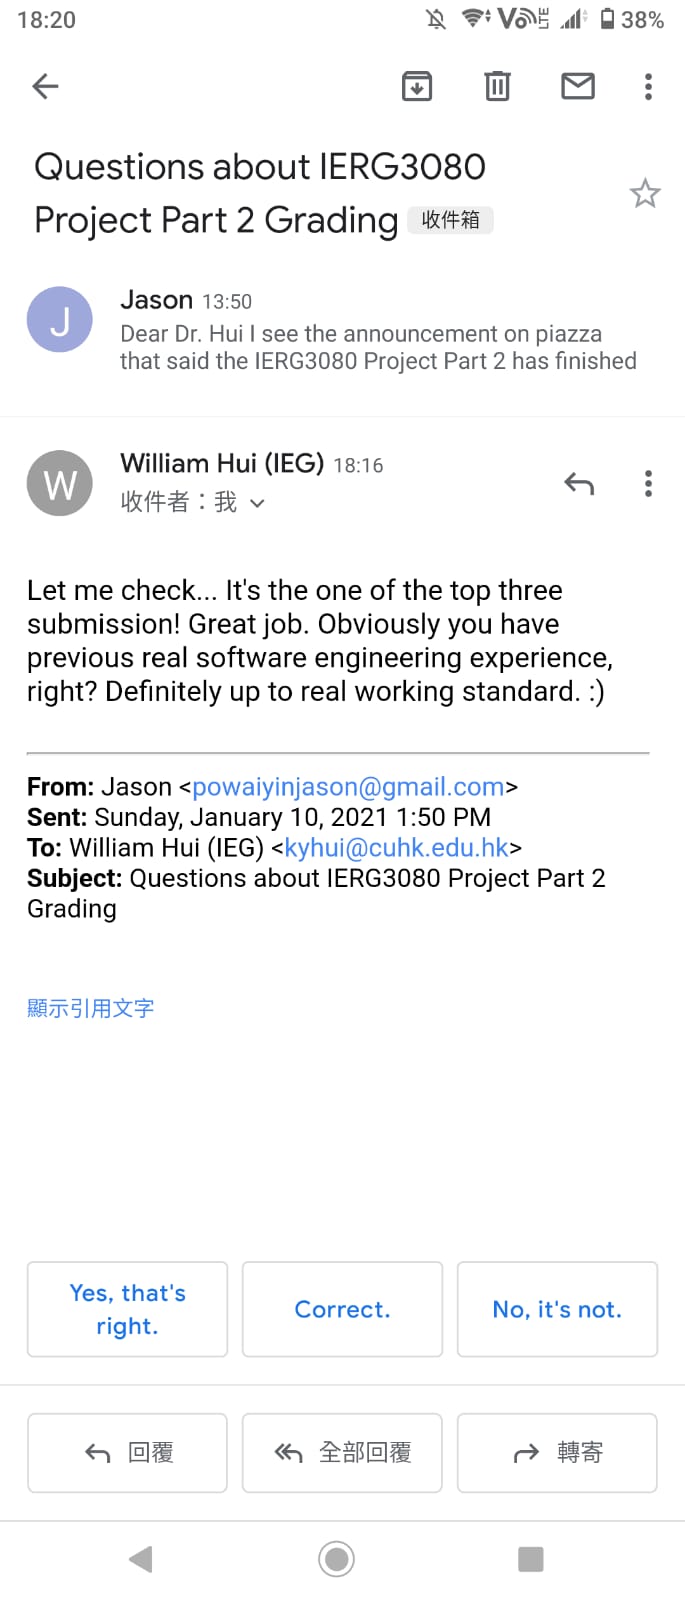 18:20
VoLTE
38%
Questions about IERG3080
Project Part 2 Grading 收件箱
J
Jason 13:50
Dear Dr. Hui I see the announcement on piazza
that said the IERG3080 Project Part 2 has finished
W
William Hui (IEG) 18:16
收件者：我
Let me check... It's the one of the top three
submission! Great job. Obviously you have
previous real software engineering experience,
right? Definitely up to real working standard. :)
From: Jason <powaiyinjason@gmail.com>
Sent: Sunday, January 10, 2021 1:50 PM
To: William Hui (IEG) <kyhui@cuhk.edu.hk>
Subject: Questions about IERG3080 Project Part 2
Grading
顯示引用文字
Yes, that's
right.
Correct.
No, it's not.
回覆
全部回覆
轉寄